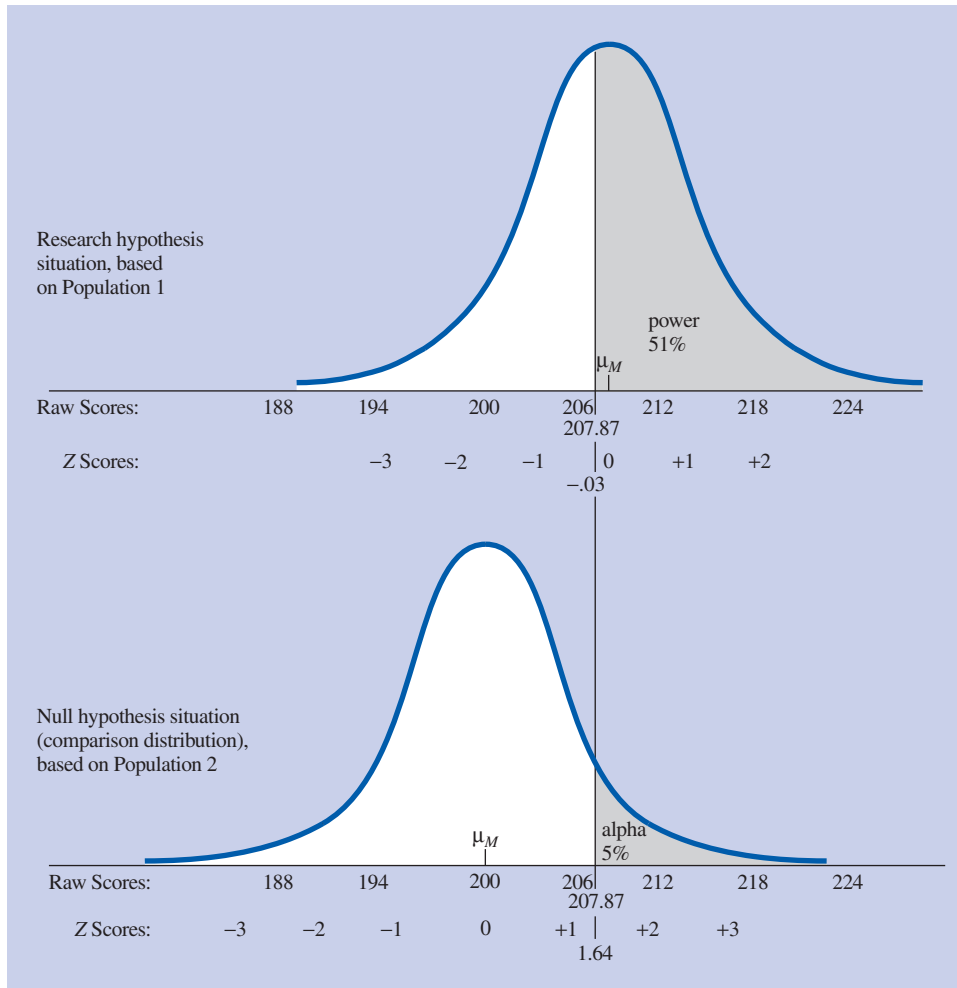 Research hypothesis
situation, based
on Population 1
power
51%
μM
Raw Scores: 188 194 200 206 212 218 224
207.87
Z Scores: −3 −2 −1 0 +1 +2
−.03
Null hypothesis situation
(comparison distribution),
based on Population 2
μM
alpha
5%
Raw Scores: 188 194 200 206 212 218 224
207.87
Z Scores: −3 −2 −1 0 +1 +2 +3
1.64